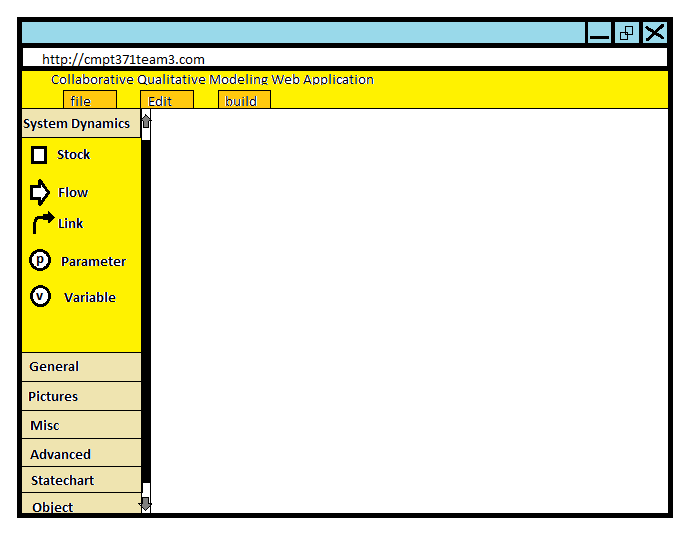 http://cmpt371team3.com
Collaborative Qualitative Modeling Web Application
file Edit build
System Dynamics
Stock
Flow
Link
p Parameter
v Variable
General
Pictures
Misc
Advanced
Statechart
Object